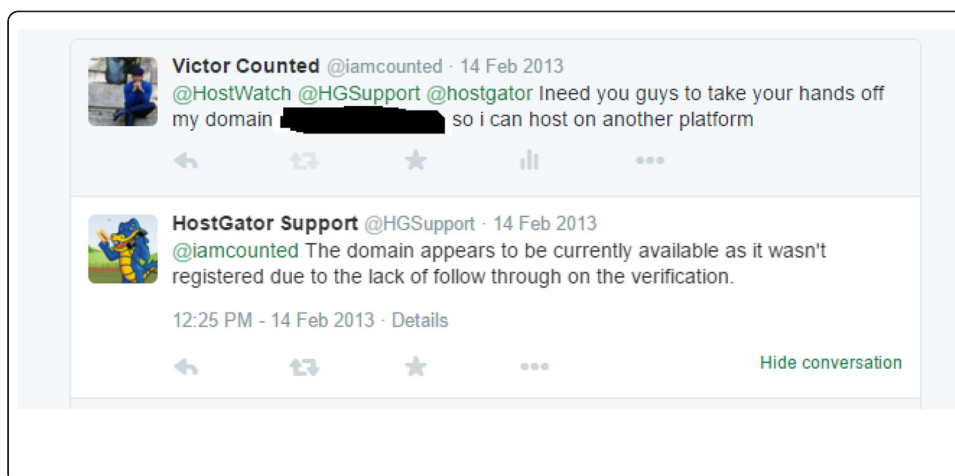 Victor Counted @iamcounted · 14 Feb 2013
@HostWatch @HGSupport @hostgator Ineed you guys to take your hands off
my domain so i can host on another platform
HostGator Support @HGSupport · 14 Feb 2013
@iamcounted The domain appears to be currently available as it wasn't
registered due to the lack of follow through on the verification.
12:25 PM - 14 Feb 2013 · Details
Hide conversation